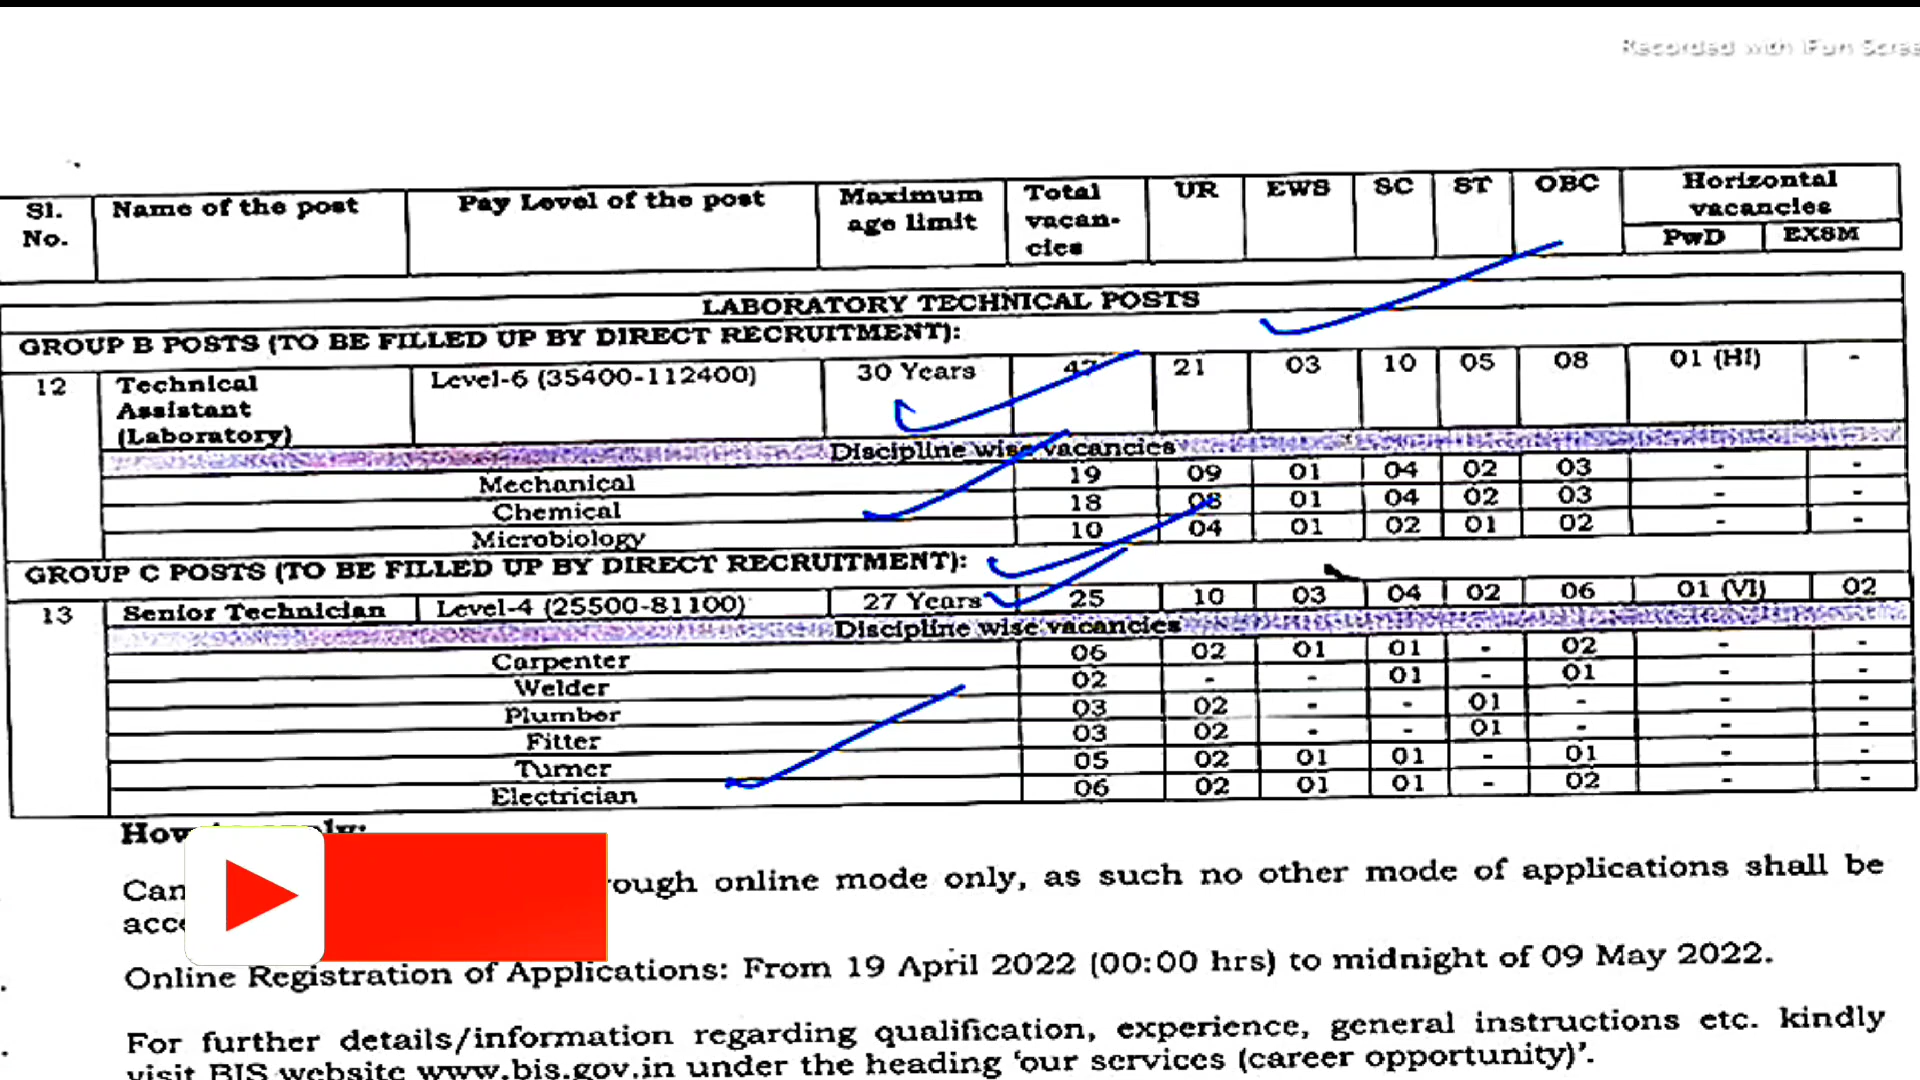 Recorded with iFun Scree
Sl. No. Name of the post Pay Level of the post Maximum age limit Total vacan-cies UR EWS SC ST OBC Horizontal vacancies
PwD EXSM
LABORATORY TECHNICAL POSTS
GROUP B POSTS (TO BE FILLED UP BY DIRECT RECRUITMENT):
12 Technical Assistant (Laboratory) Level-6 (35400-112400) 30 Years 47 21 03 10 05 08 01 (HI) -
Discipline wise vacancies
Mechanical 19 09 01 04 02 03 - -
Chemical 18 08 01 04 02 03 - -
Microbiology 10 04 01 02 01 02 - -
GROUP C POSTS (TO BE FILLED UP BY DIRECT RECRUITMENT):
13 Senior Technician Level-4 (25500-81100) 27 Years 25 10 03 04 02 06 01 (VI) 02
Discipline wise vacancies
Carpenter 06 02 01 01 - 02 - -
Welder 02 - - 01 - 01 - -
Plumber 03 02 - - 01 - - -
Fitter 03 02 - - 01 - - -
Turner 05 02 01 01 - 01 - -
Electrician 06 02 01 01 - 02 - -
Can ough online mode only, as such no other mode of applications shall be
acce
Online Registration of Applications: From 19 April 2022 (00:00 hrs) to midnight of 09 May 2022.
For further details/information regarding qualification, experience, general instructions etc. kindly
visit BIS website www.bis.gov.in under the heading 'our services (career opportunity)'.